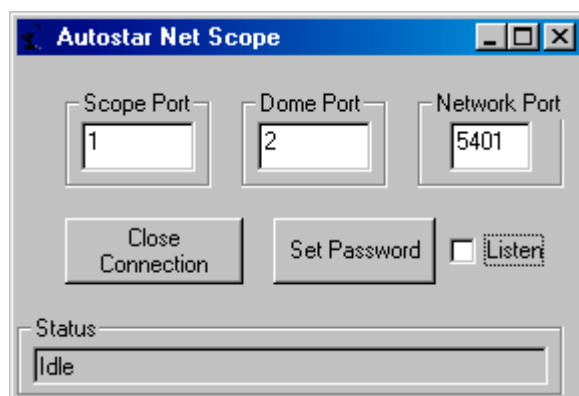 Autostar Net Scope
Scope Port
Dome Port
Network Port
1
2
5401
Close
Connection
Set Password
Listen
Status
Idle